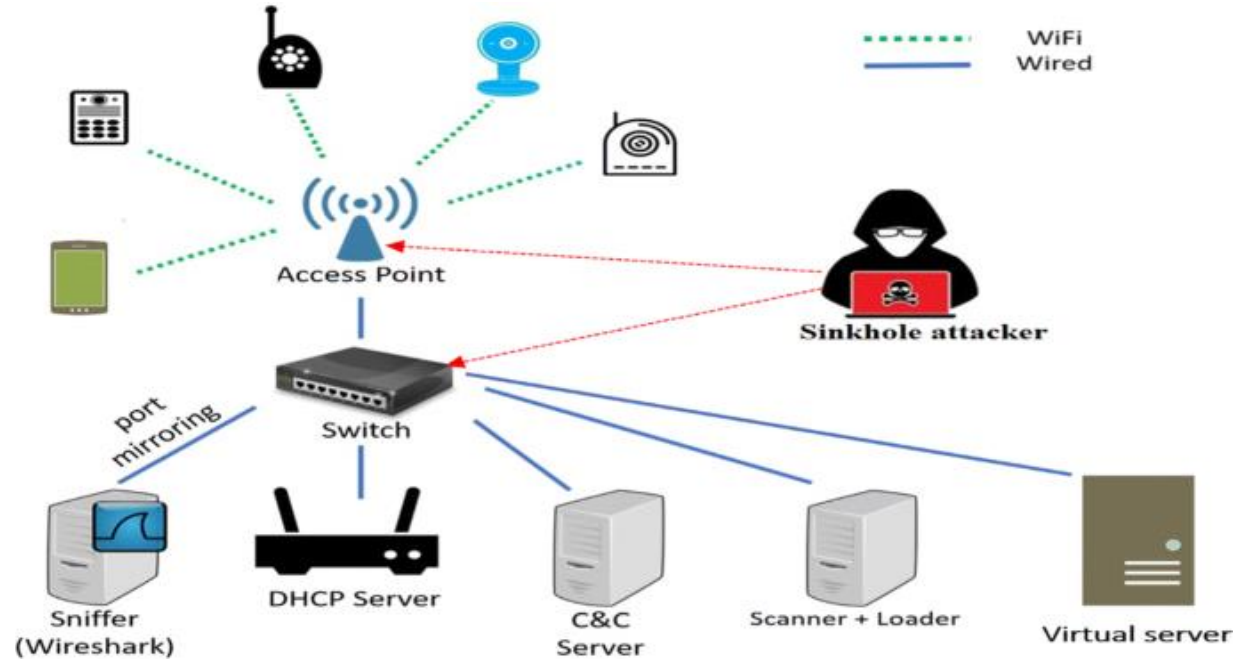 WiFi
Wired
Access Point
Sinkhole attacker
port
mirroring
Switch
Sniffer
(Wireshark)
DHCP Server
C&C
Server
Scanner + Loader
Virtual server